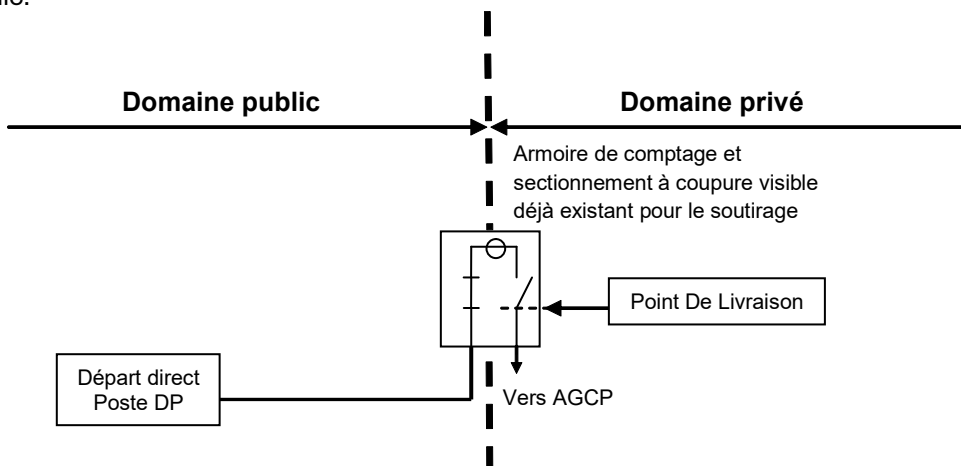 Domaine public
Domaine privé
Armoire de comptage et
sectionnement à coupure visible
déjà existant pour le soutirage
Point De Livraison
Départ direct
Poste DP
Vers AGCP